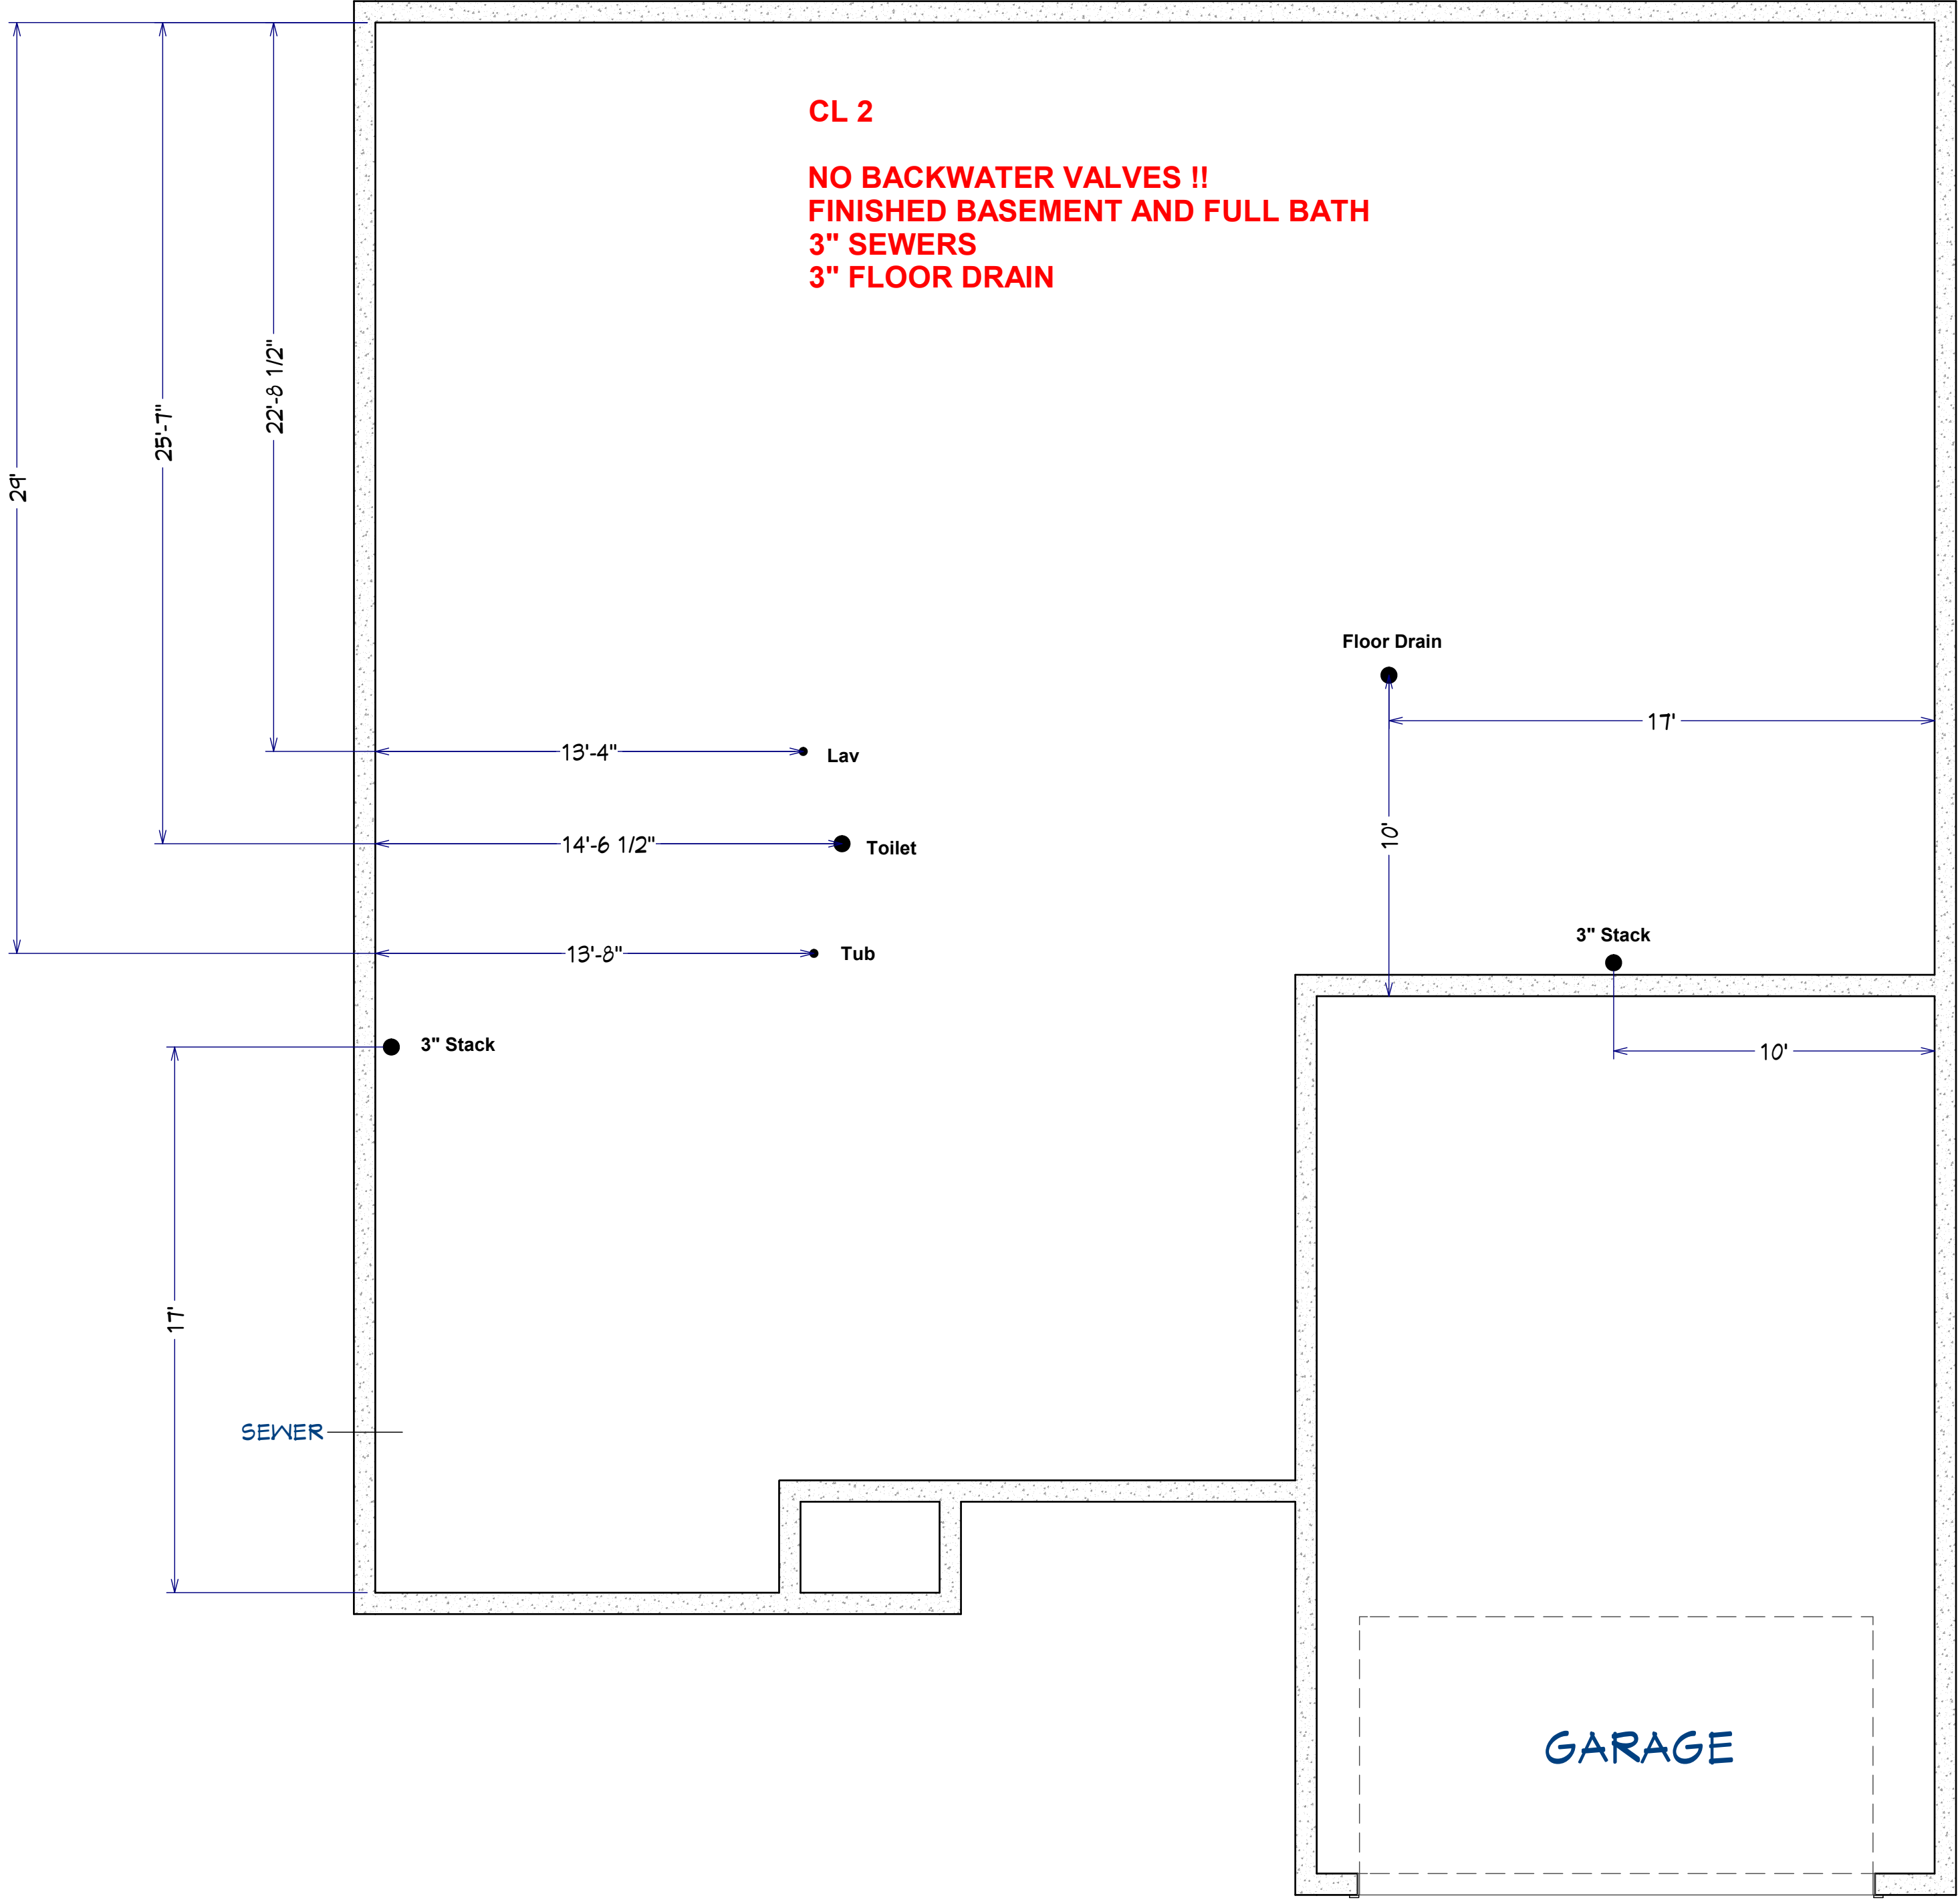 CL 2
NO BACKWATER VALVES !!
FINISHED BASEMENT AND FULL BATH
3" SEWERS
3" FLOOR DRAIN
29'
25'-7"
22'-8 1/2"
Floor Drain
17'
13'-4"
Lav
10'
14'-6 1/2"
Toilet
3" Stack
13'-8"
Tub
3" Stack
10'
17'
SEWER
GARAGE